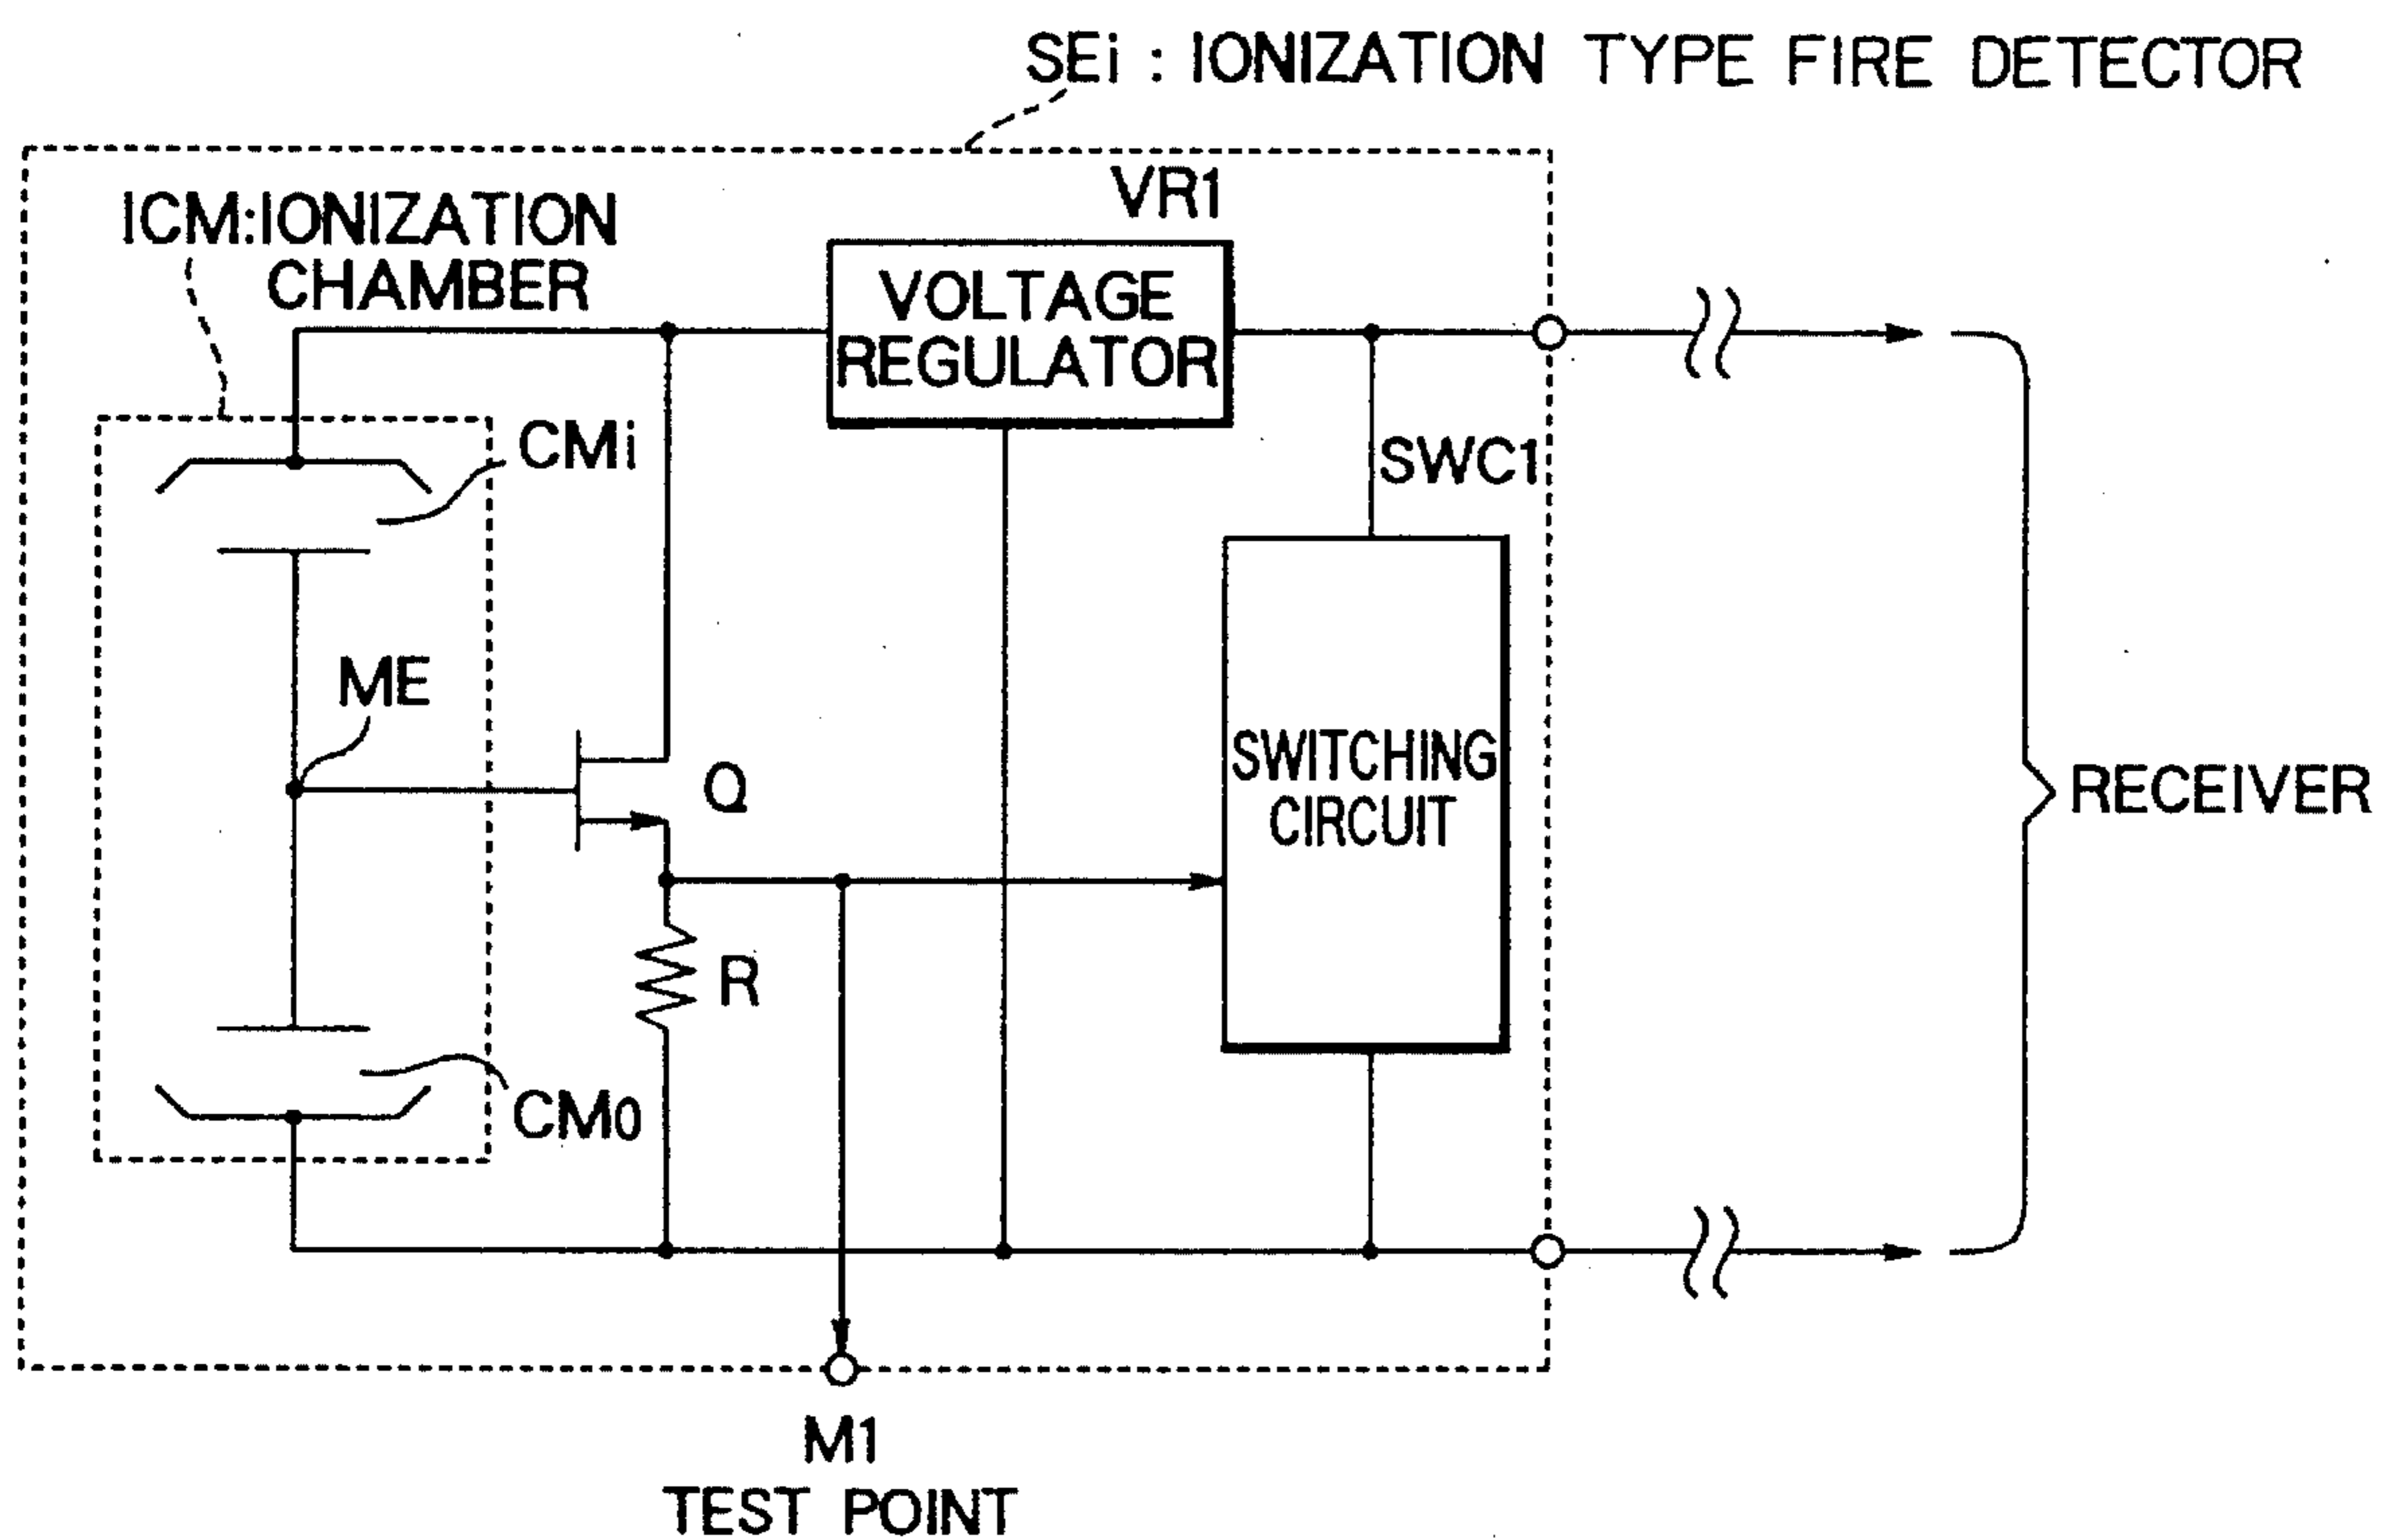 SEi : IONIZATION TYPE FIRE DETECTOR
VR1
ICM:IONIZATION
CHAMBER
VOLTAGE
REGULATOR
CMi
SWC1
ME
Q
SWITCHING
CIRCUIT
RECEIVER
R
CM0
M1
TEST POINT